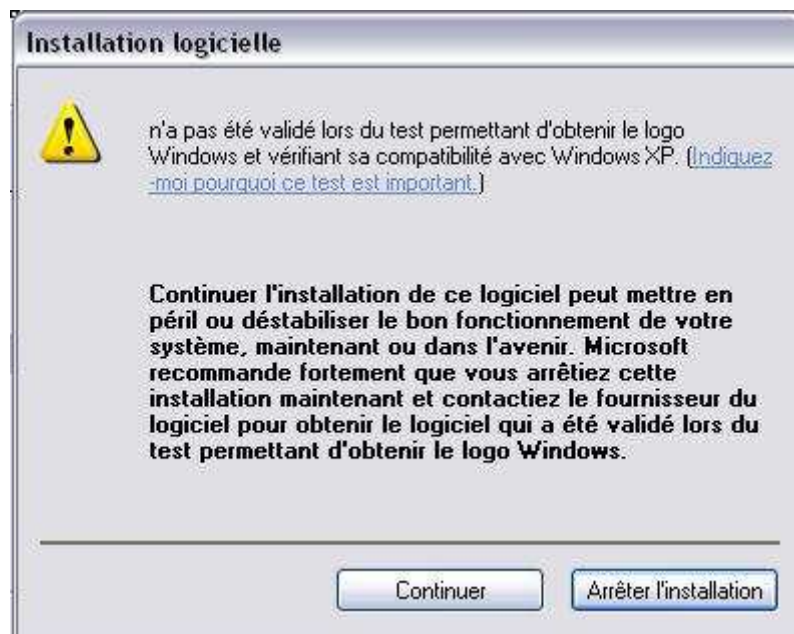 Installation logicielle
n'a pas été validé lors du test permettant d'obtenir le logo
Windows et vérifiant sa compatibilité avec Windows XP. (Indiquez
-moi pourquoi ce test est important.)
Continuer l'installation de ce logiciel peut mettre en
péril ou déstabiliser le bon fonctionnement de votre
système, maintenant ou dans l'avenir. Microsoft
recommande fortement que vous arrêtiez cette
installation maintenant et contactiez le fournisseur du
logiciel pour obtenir le logiciel qui a été validé lors du
test permettant d'obtenir le logo Windows.
Continuer
Arrêter l'installation